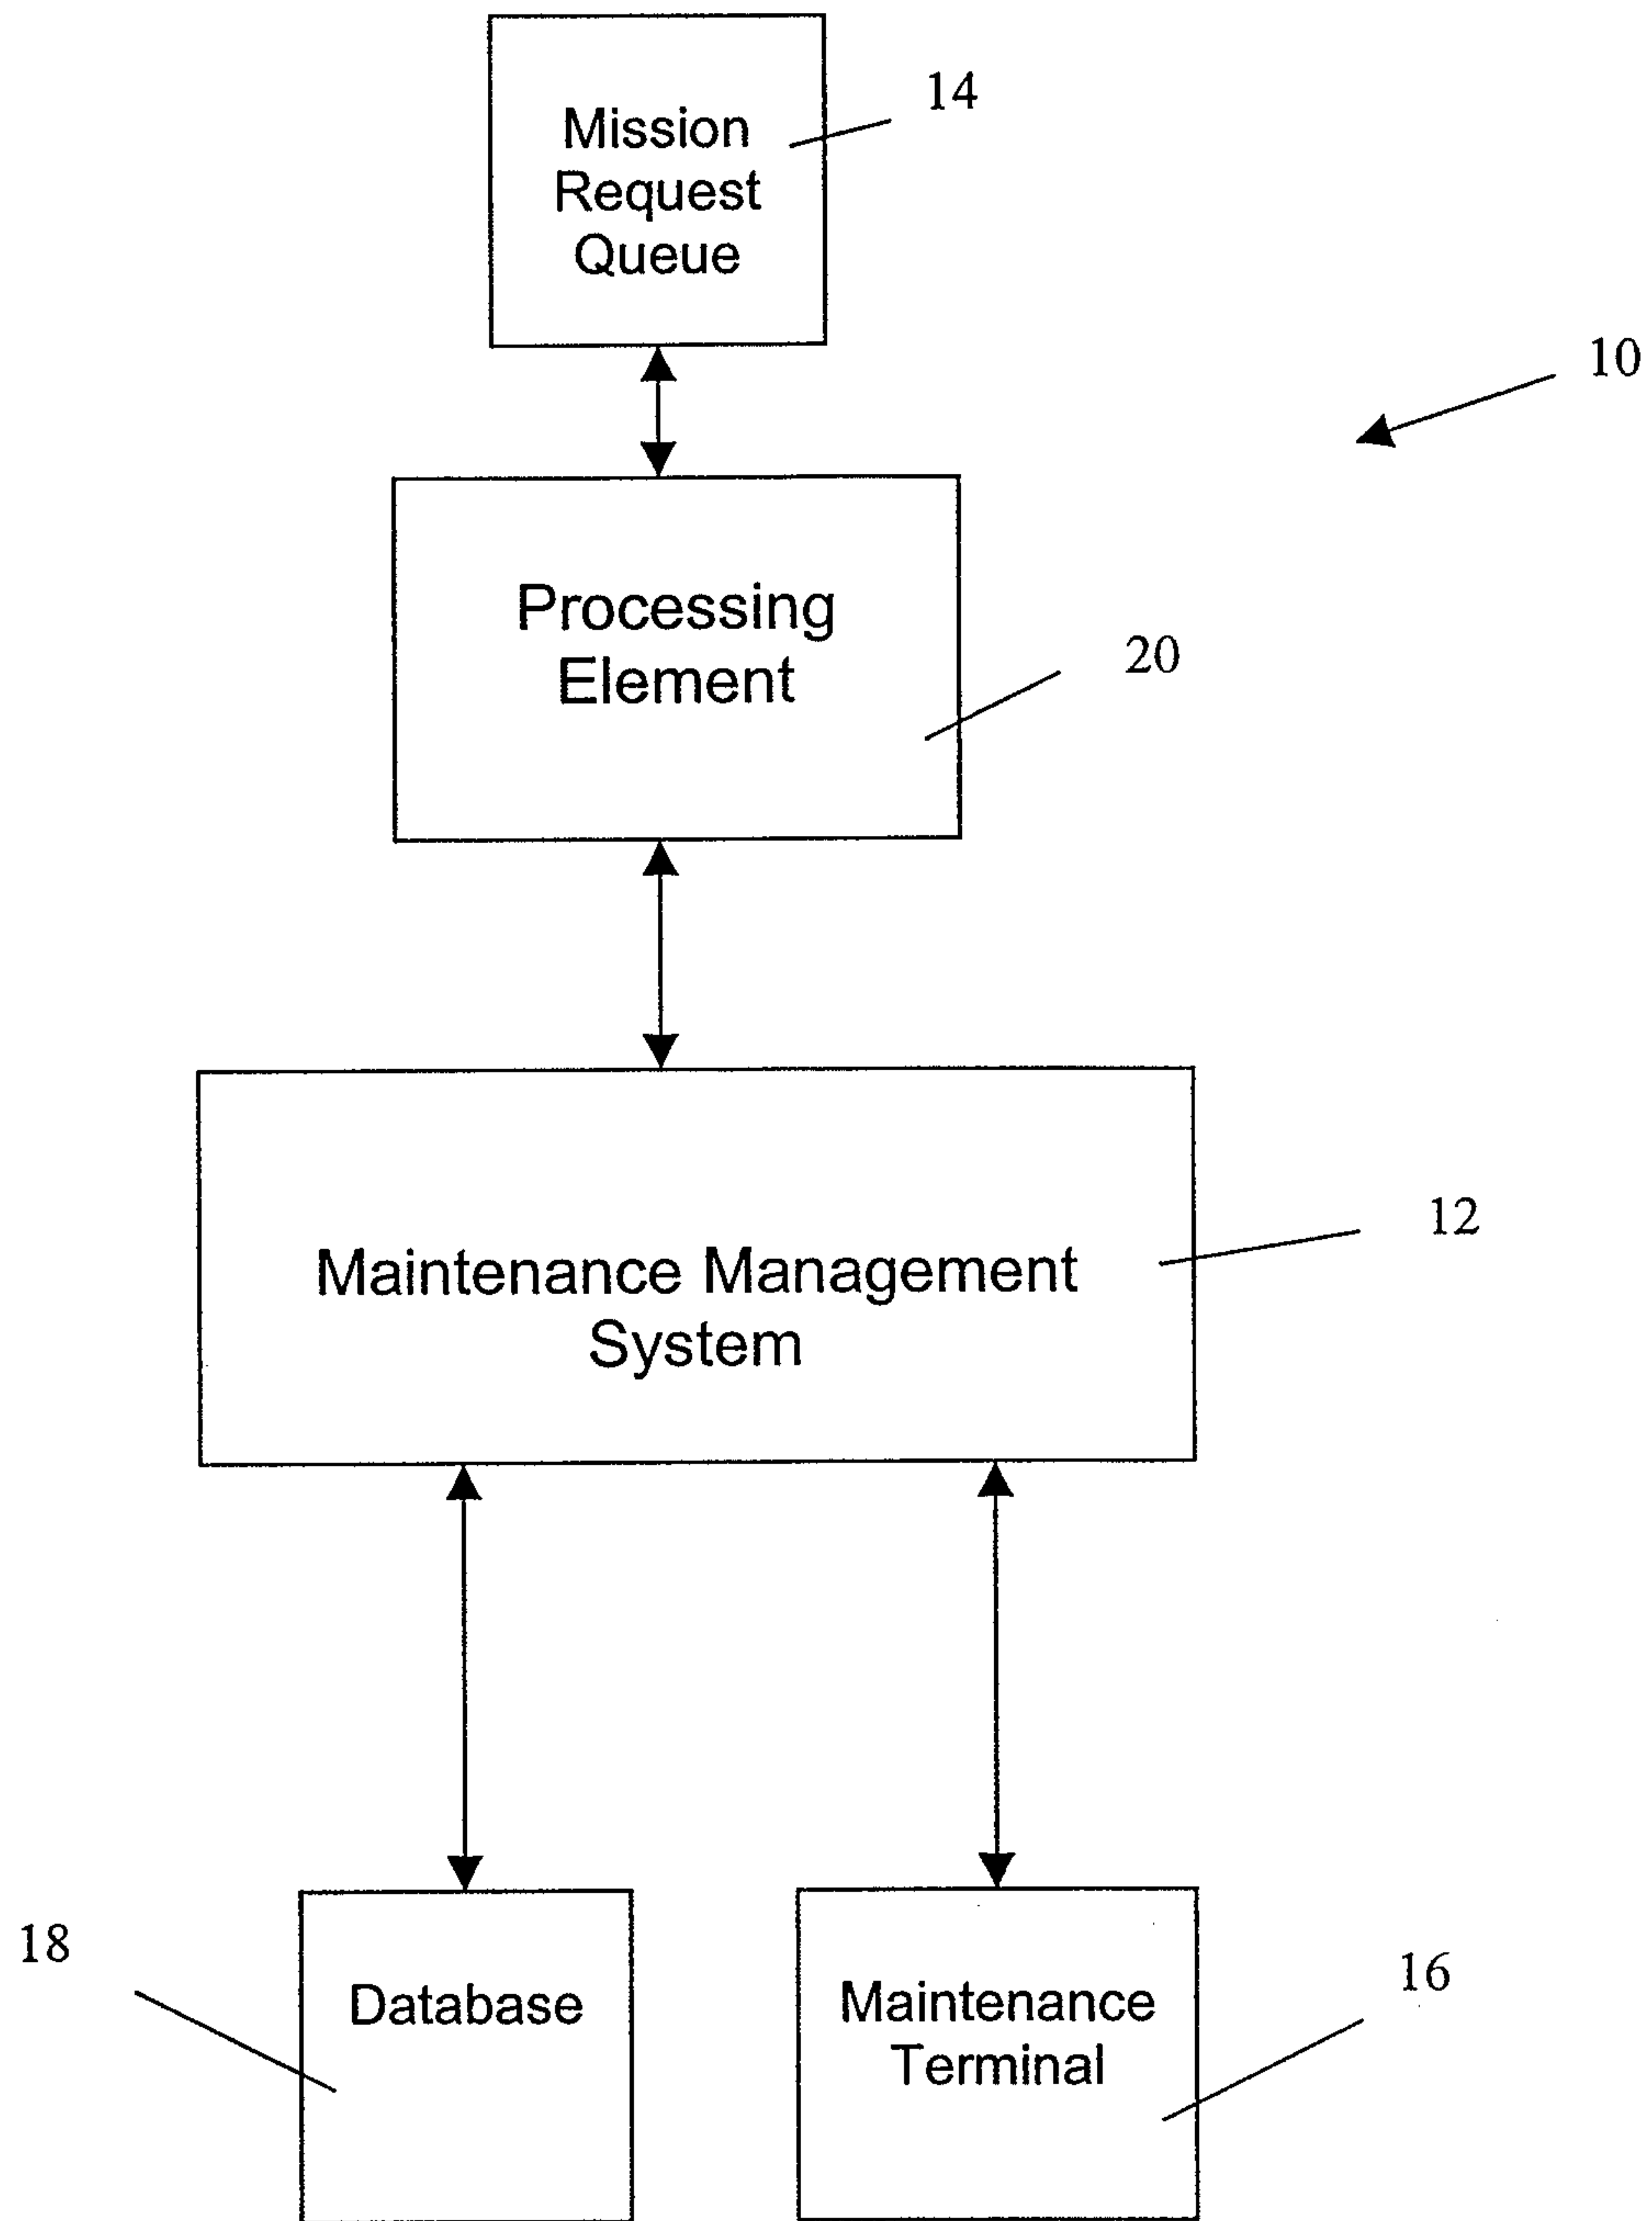 Mission
Request
Queue
14
10
Processing
Element
20
Maintenance Management
System
12
18
Database
Maintenance
Terminal
16